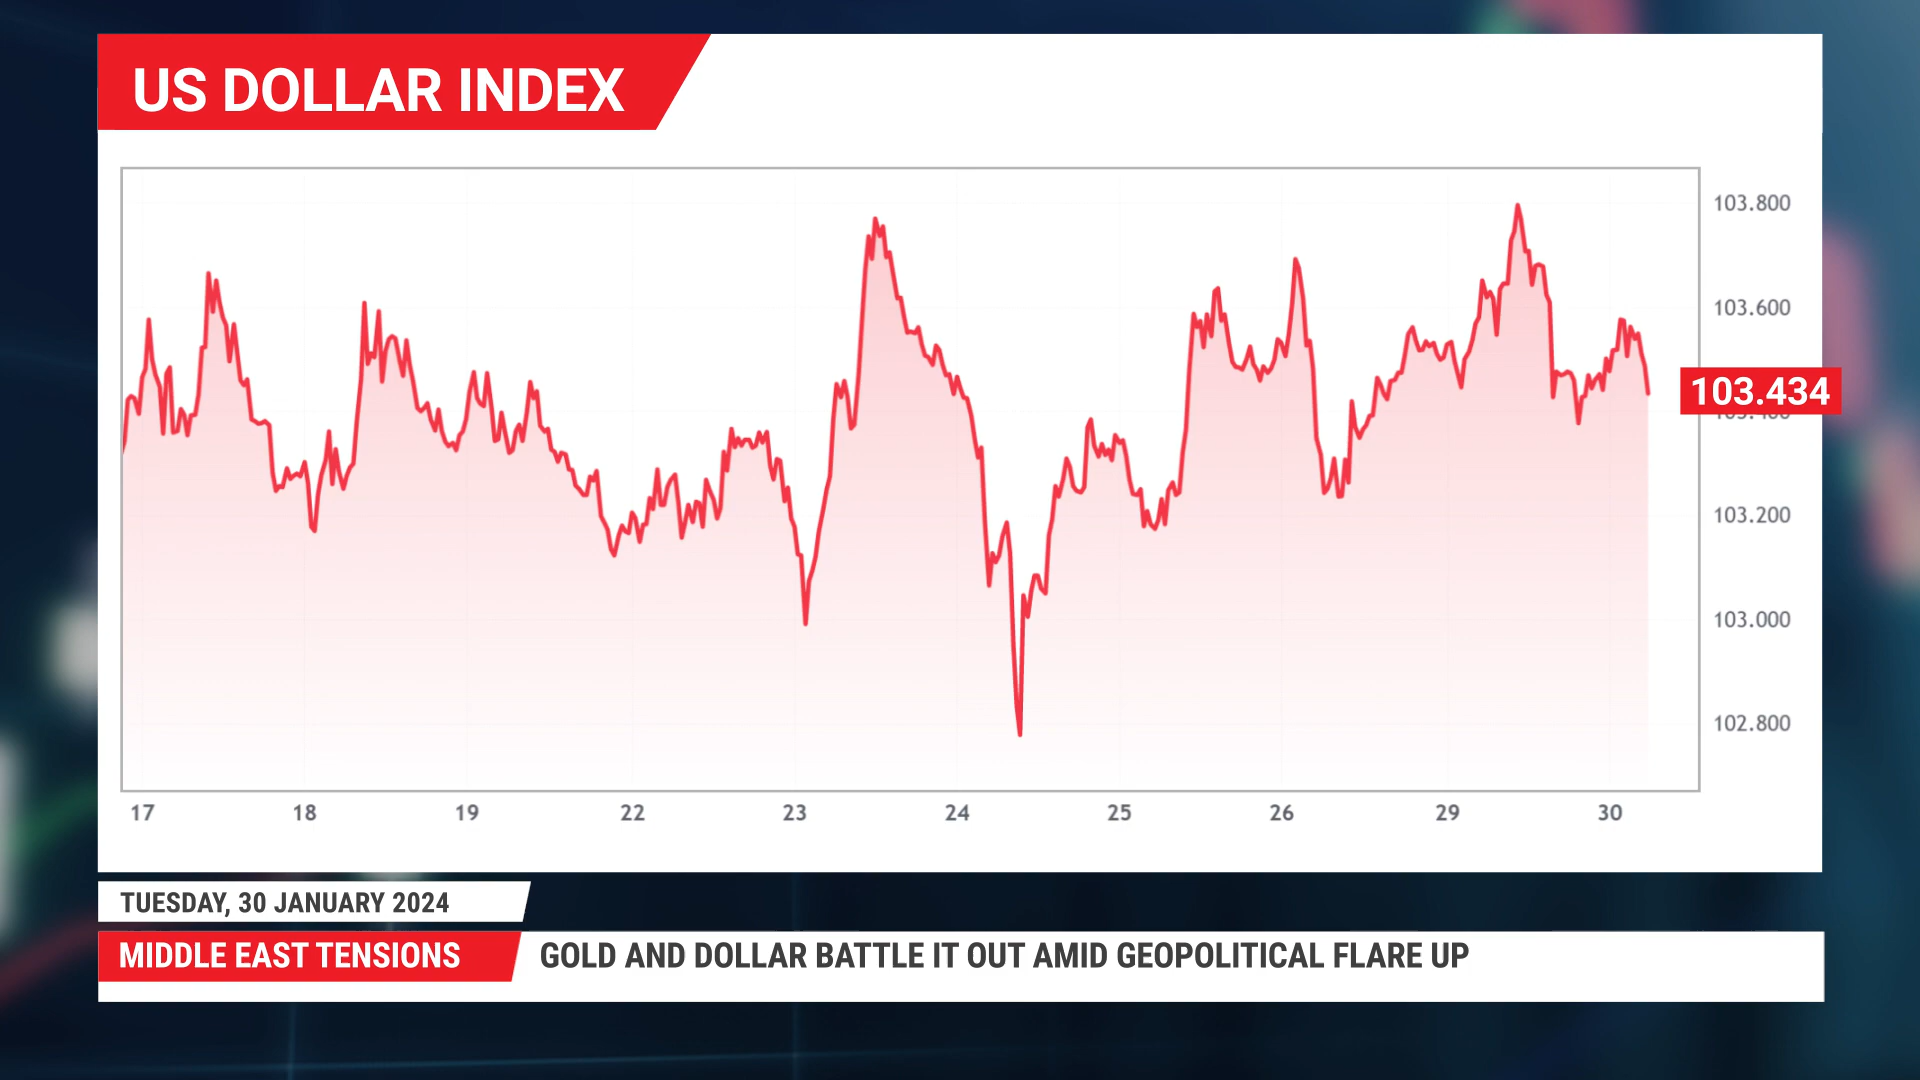 US DOLLAR INDEX
103.800
103.600
103.434
103.200
103.000
102.800
17 18 19 22 23 24 25 26 29 30
TUESDAY, 30 JANUARY 2024
MIDDLE EAST TENSIONS GOLD AND DOLLAR BATTLE IT OUT AMID GEOPOLITICAL FLARE UP